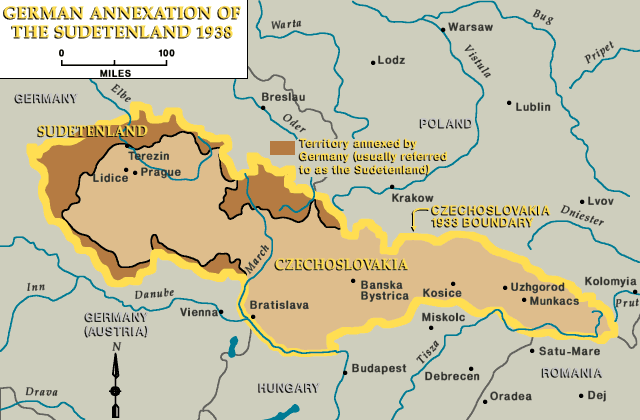 GERMAN ANNEXATION OF
THE SUDETENLAND 1938
0 100
MILES
Warta
Warsaw
Bug
Pripet
Lodz
Vistula
GERMANY
Elbe
Breslau
Oder
Lublin
POLAND
SUDETENLAND
Territory annexed by
Germany (usually referred
to as the Sudetenland)
Terezin
Lidice
Prague
Krakow
Lvov
CZECHOSLOVAKIA
1933 BOUNDARY
Dniester
March
CZECHOSLOVAKIA
Inn
Danube
Banska
Bystrica
Kosice
Uzhgorod
Munkacs
Kolomyia
Prut
Vienna
Bratislava
GERMANY
(AUSTRIA)
Miskolc
Tisza
Satu-Mare
N
Budapest
Debrecen
ROMANIA
HUNGARY
Drava
Oradea
Dej